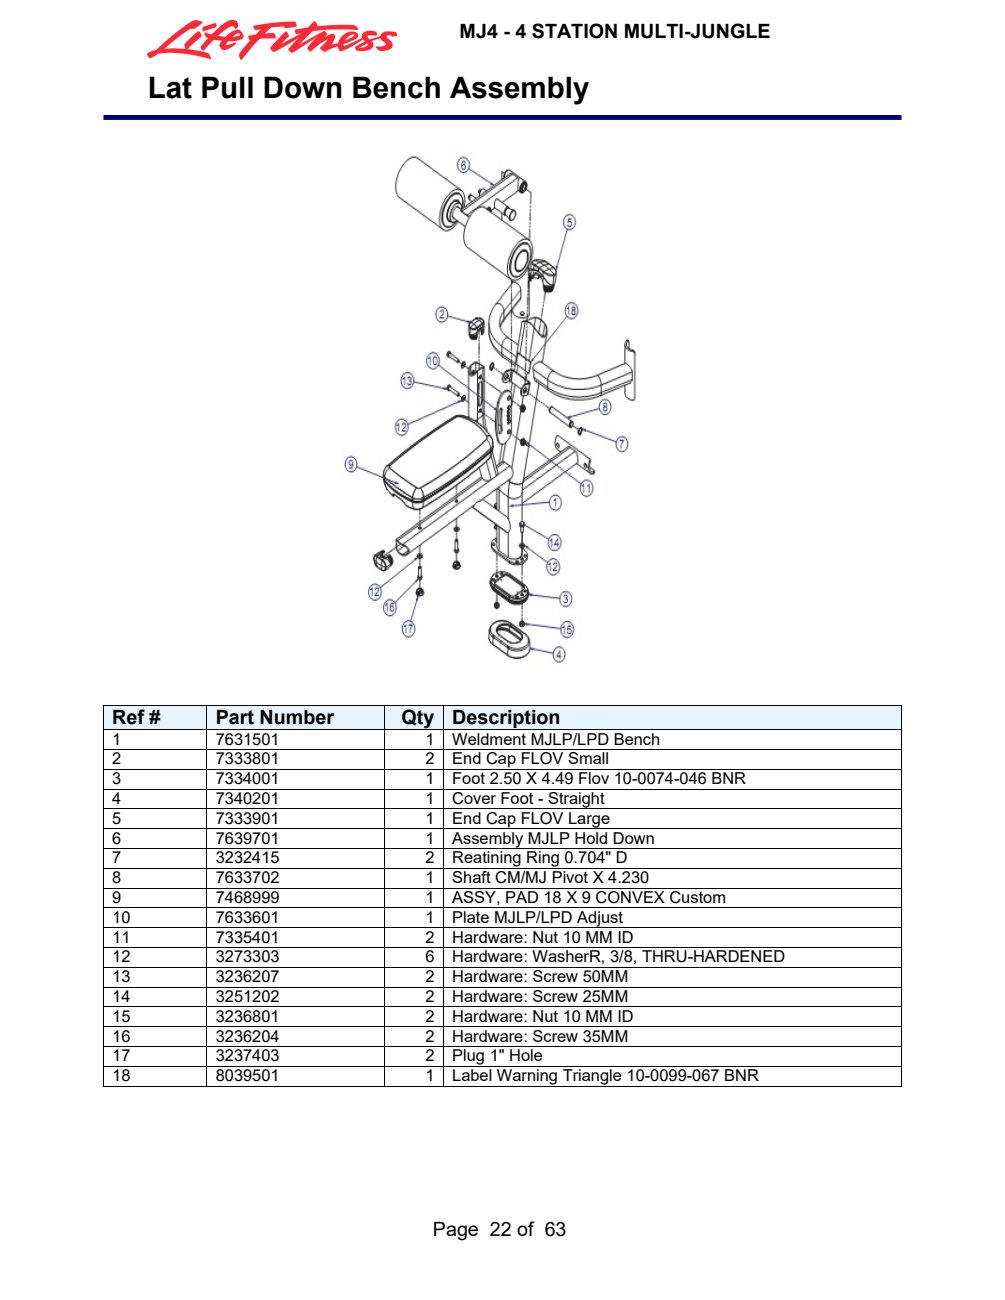 Life Fitness
MJ4 - 4 STATION MULTI-JUNGLE
Lat Pull Down Bench Assembly
6
5
2
18
10
13
8
12
7
9
11
1
14
12
12
3
16
17
15
4
Ref # Part Number Qty Description
1 7631501 1 Weldment MJLP/LPD Bench
2 7333801 2 End Cap FLOV Small
3 7334001 1 Foot 2.50 X 4.49 Flov 10-0074-046 BNR
4 7340201 1 Cover Foot - Straight
5 7333901 1 End Cap FLOV Large
6 7639701 1 Assembly MJLP Hold Down
7 3232415 2 Reatining Ring 0.704" D
8 7633702 1 Shaft CM/MJ Pivot X 4.230
9 7468999 1 ASSY, PAD 18 X 9 CONVEX Custom
10 7633601 1 Plate MJLP/LPD Adjust
11 7335401 2 Hardware: Nut 10 MM ID
12 3273303 6 Hardware: WasherR, 3/8, THRU-HARDENED
13 3236207 2 Hardware: Screw 50MM
14 3251202 2 Hardware: Screw 25MM
15 3236801 2 Hardware: Nut 10 MM ID
16 3236204 2 Hardware: Screw 35MM
17 3237403 2 Plug 1" Hole
18 8039501 1 Label Warning Triangle 10-0099-067 BNR
Page 22 of 63